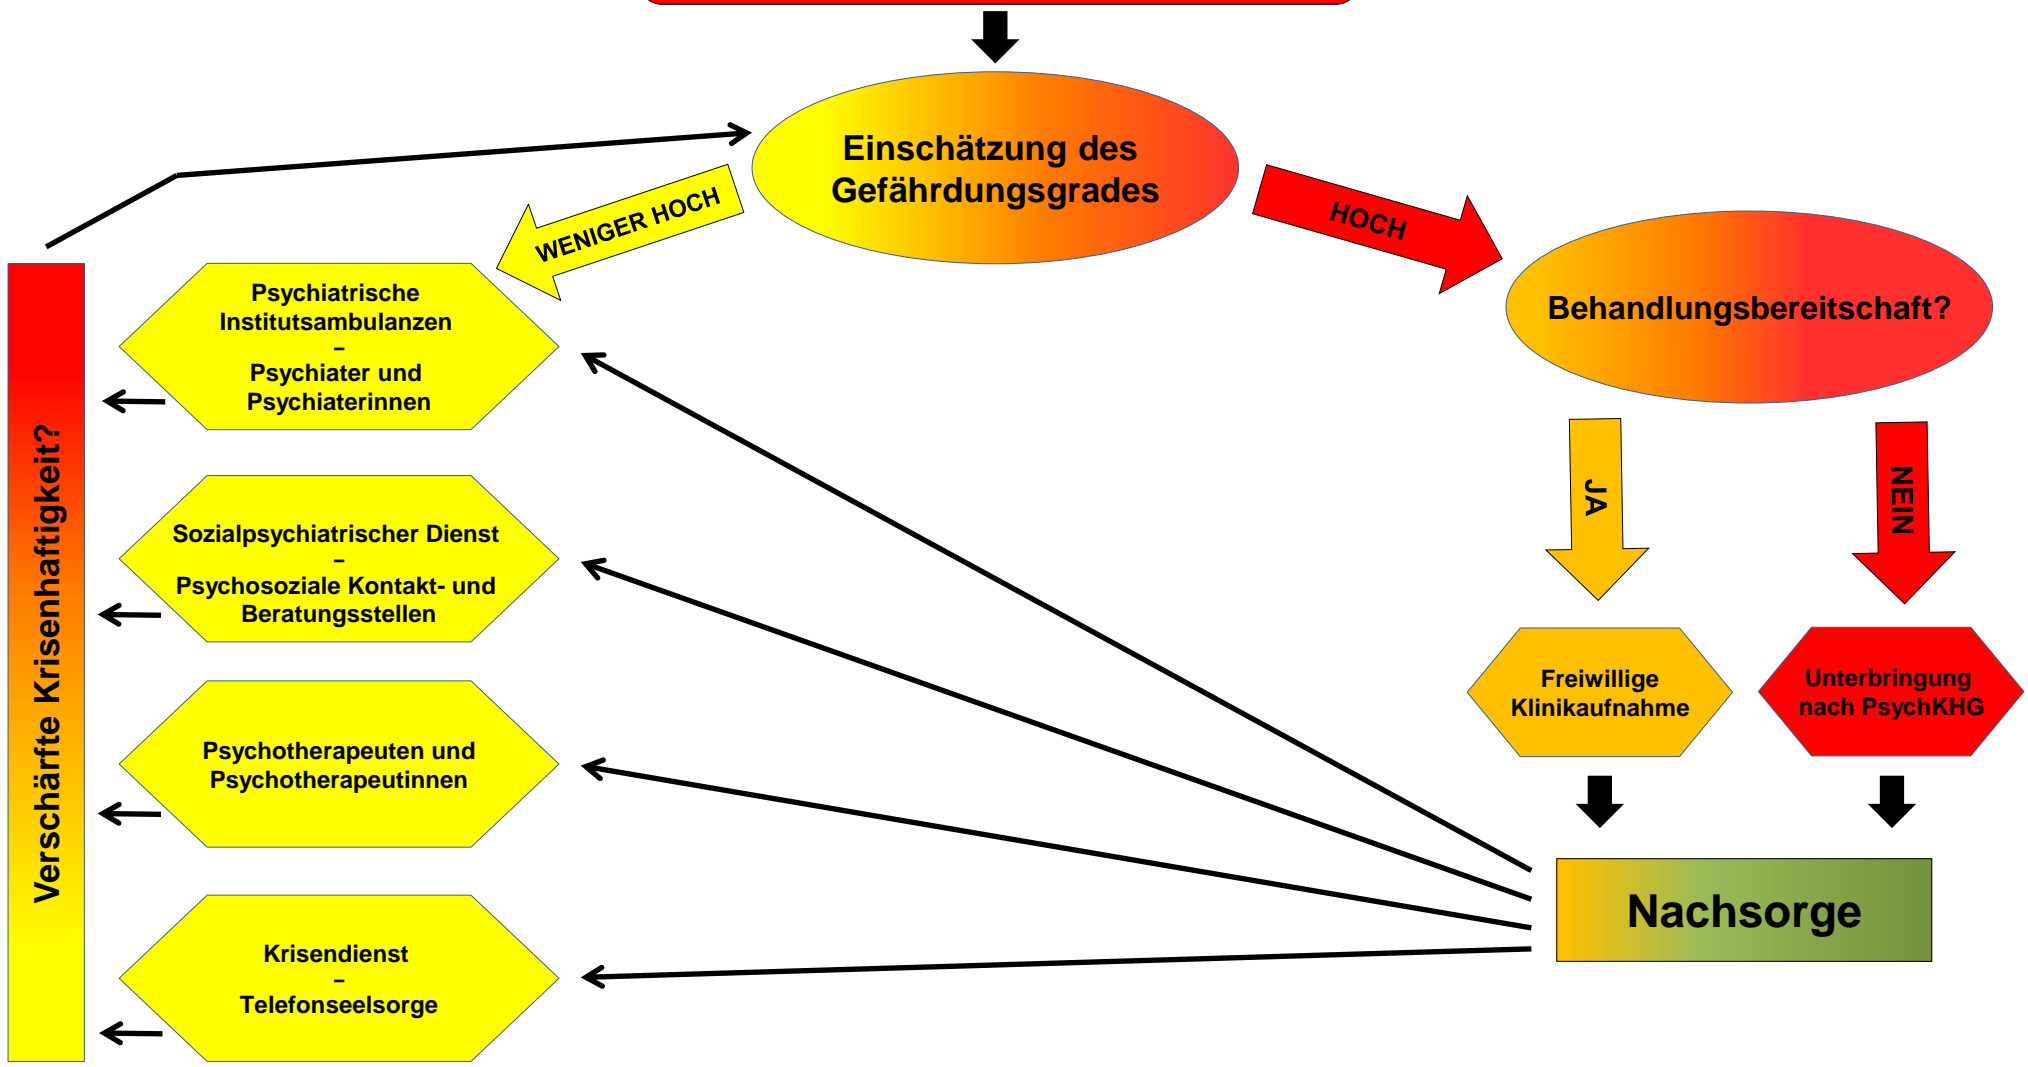 Einschätzung des
Gefährdungsgrades
WENIGER HOCH
HOCH
Behandlungsbereitschaft?
JA
NEIN
Freiwillige
Klinikaufnahme
Unterbringung
nach PsychKHG
Nachsorge
Psychiatrische
Institutsambulanzen
–
Psychiater und
Psychiaterinnen
Sozialpsychiatrischer Dienst
–
Psychosoziale Kontakt- und
Beratungsstellen
Psychotherapeuten und
Psychotherapeutinnen
Krisendienst
–
Telefonseelsorge
Verschärfte Krisenhaftigkeit?